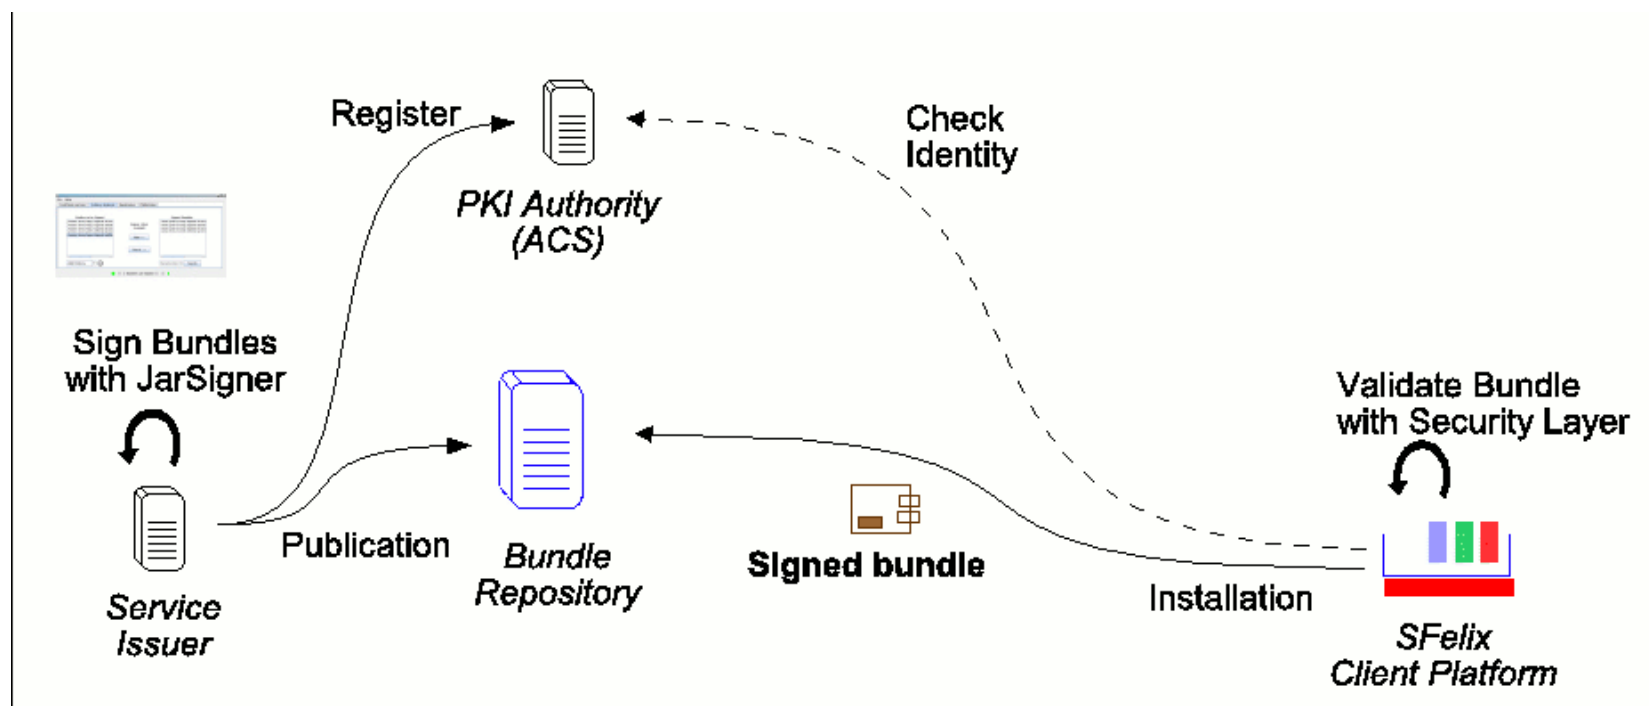 Register
Check
Identity
PKI Authority
(ACS)
Sign Bundles
with JarSigner
Validate Bundle
with Security Layer
Publication
Bundle
Repository
Signed bundle
Installation
Service
Issuer
SFelix
Client Platform